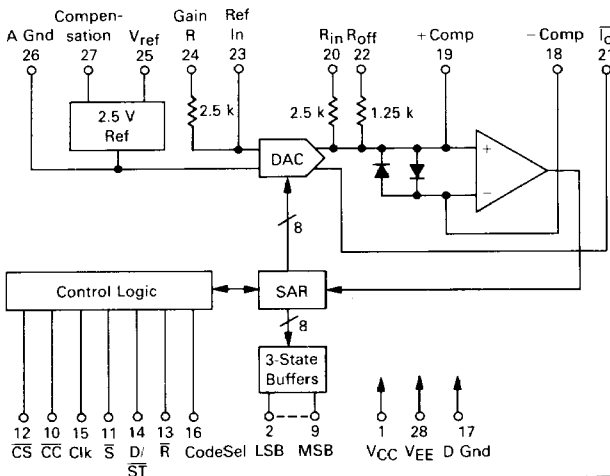 Compen-
sation
Gain
R
Ref
In
A Gnd
V_ref
R_in R_off
+Comp
−Comp
I̅_o̅
26
27
25
24
23
20
22
19
18
21
2.5 k
2.5 k
1.25 k
2.5 V
Ref
DAC
+
−
8
Control Logic
SAR
8
3-State
Buffers
12
10
15
11
14
13
16
2
9
1
28
17
C̅S̅
C̅C̅
Clk
S̅
D/
S̅T̅
R̅
CodeSel
LSB
MSB
V_CC
V_EE
D Gnd